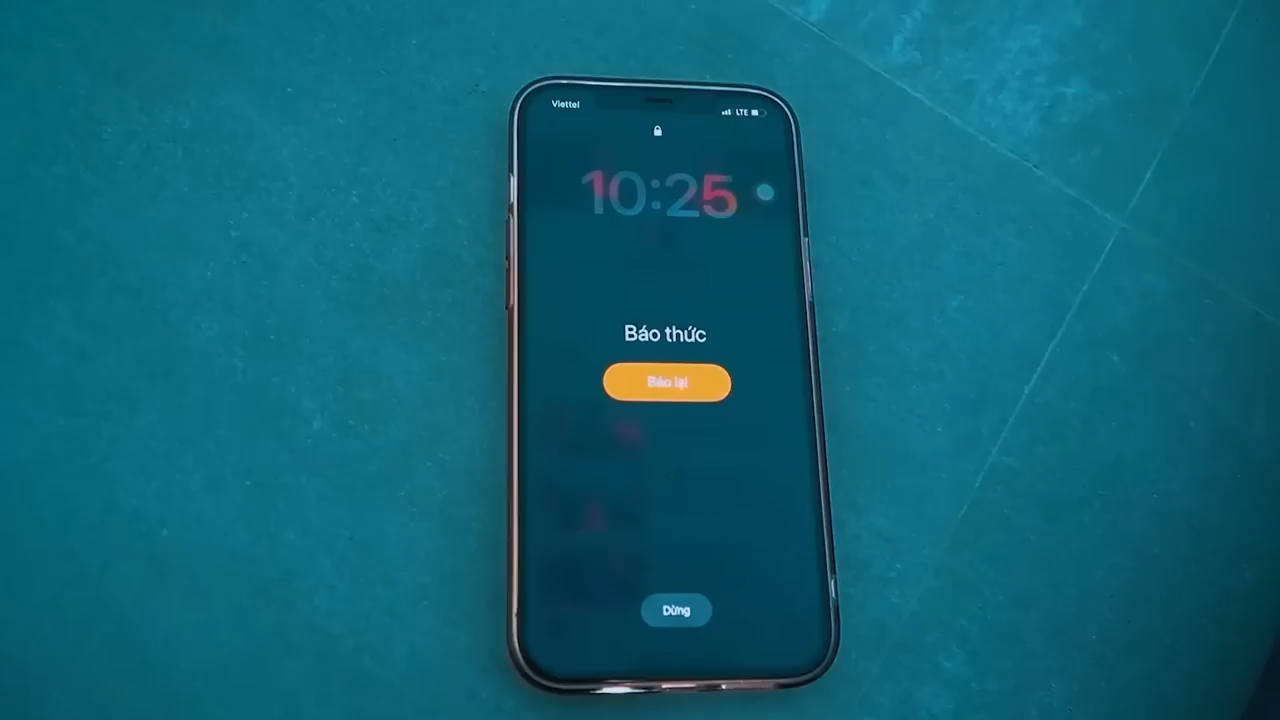 Viettel
LTE
10:25
Báo thức
Báo lại
Dừng